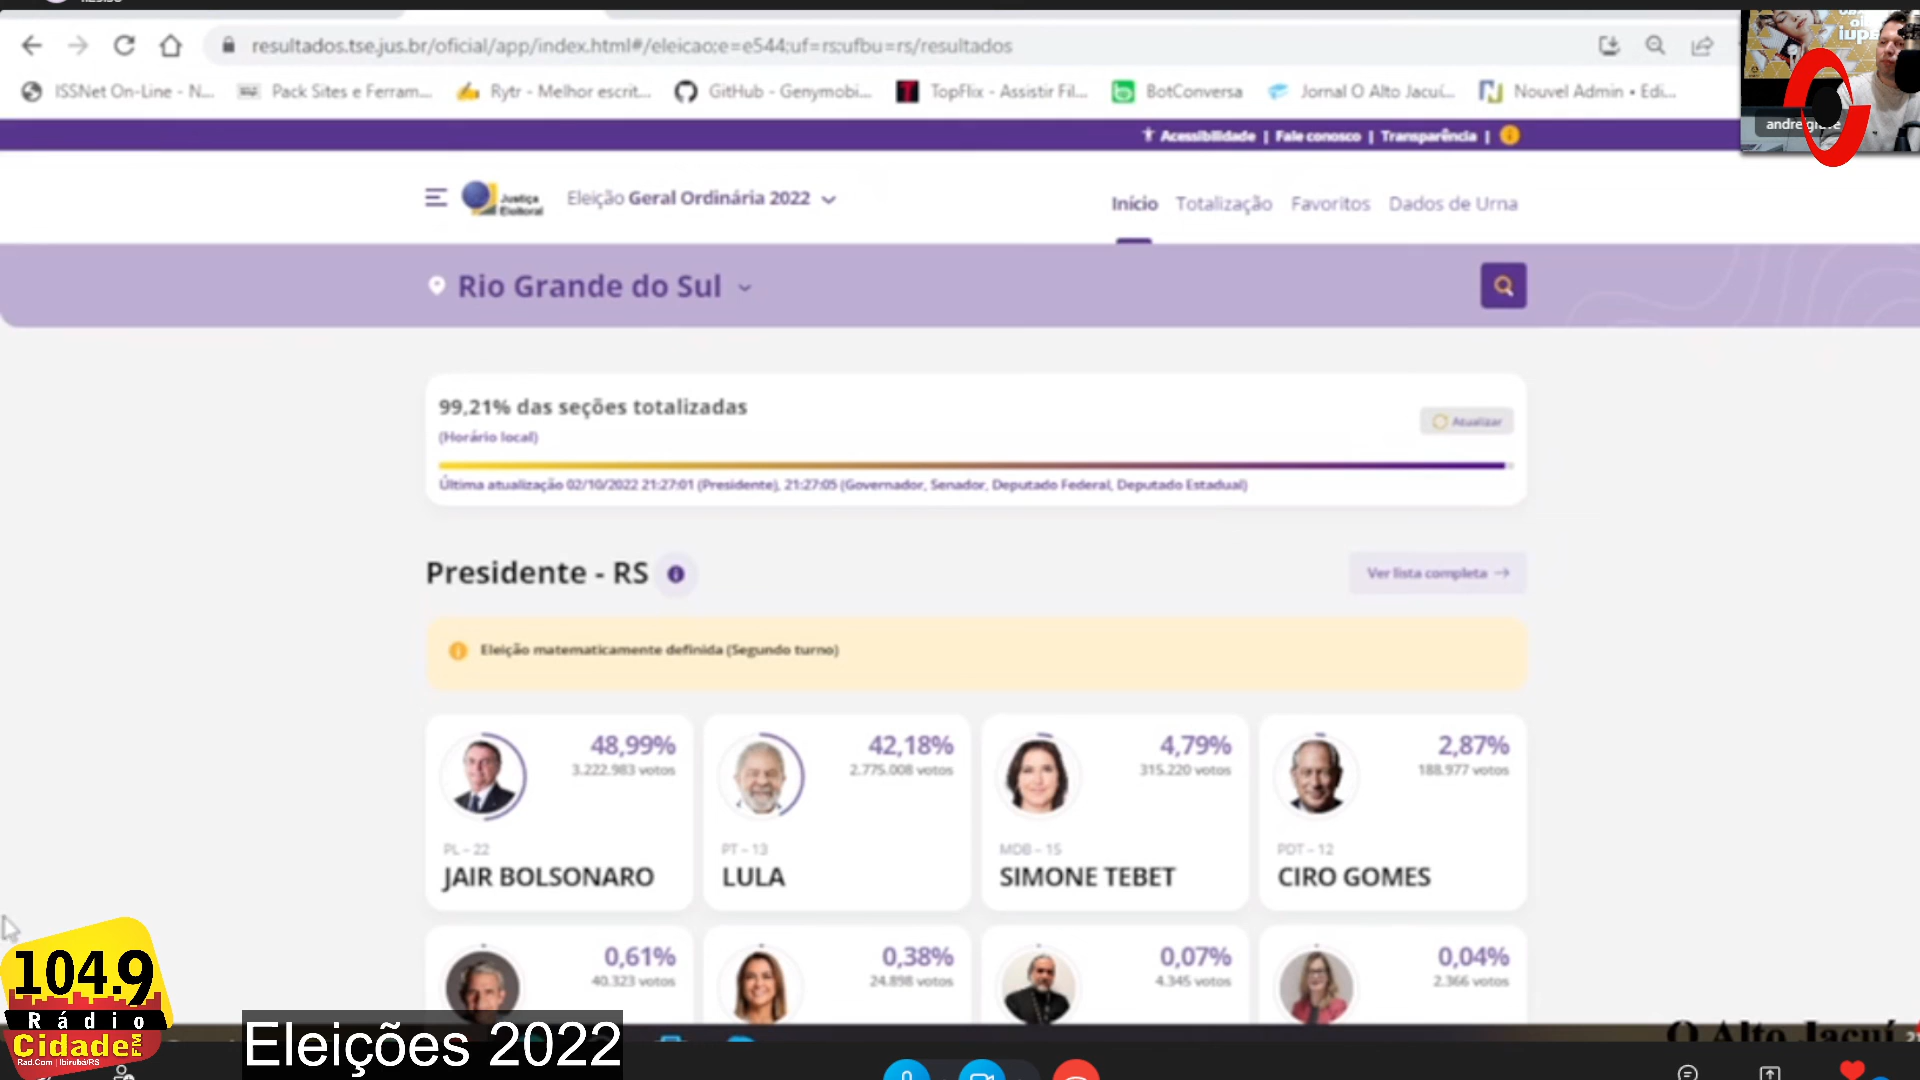 resultados.tse.jus.br/oficial/app/index.html#/eleicao;e=e544;uf=rs;ufbu=rs/resultados
ISSNet On-Line - N... Pack Sites e Ferram... Rytr - Melhor escrit... GitHub - Genymobi... TopFlix - Assistir Fil... BotConversa Jornal O Alto Jacuí... Nouvel Admin • Edi...
Acessibilidade | Fale conosco | Transparência |
Justiça
Eleitoral
Eleição Geral Ordinária 2022
Início Totalização Favoritos Dados de Urna
Rio Grande do Sul
99,21% das seções totalizadas
(Horário local)
Atualizar
Última atualização 02/10/2022 21:27:01 (Presidente), 21:27:05 (Governador, Senador, Deputado Federal, Deputado Estadual)
Presidente - RS
Ver lista completa →
Eleição matematicamente definida (Segundo turno)
48,99%
3.222.983 votos
PL - 22
JAIR BOLSONARO
42,18%
2.775.008 votos
PT - 13
LULA
4,79%
315.220 votos
MDB - 15
SIMONE TEBET
2,87%
188.977 votos
PDT - 12
CIRO GOMES
0,61%
40.323 votos
0,38%
24.898 votos
0,07%
4.345 votos
0,04%
2.366 votos
104.9
Rádio
Cidade FM
Rad.Com | Ibirubá/RS
Eleições 2022
O Alto Jacuí